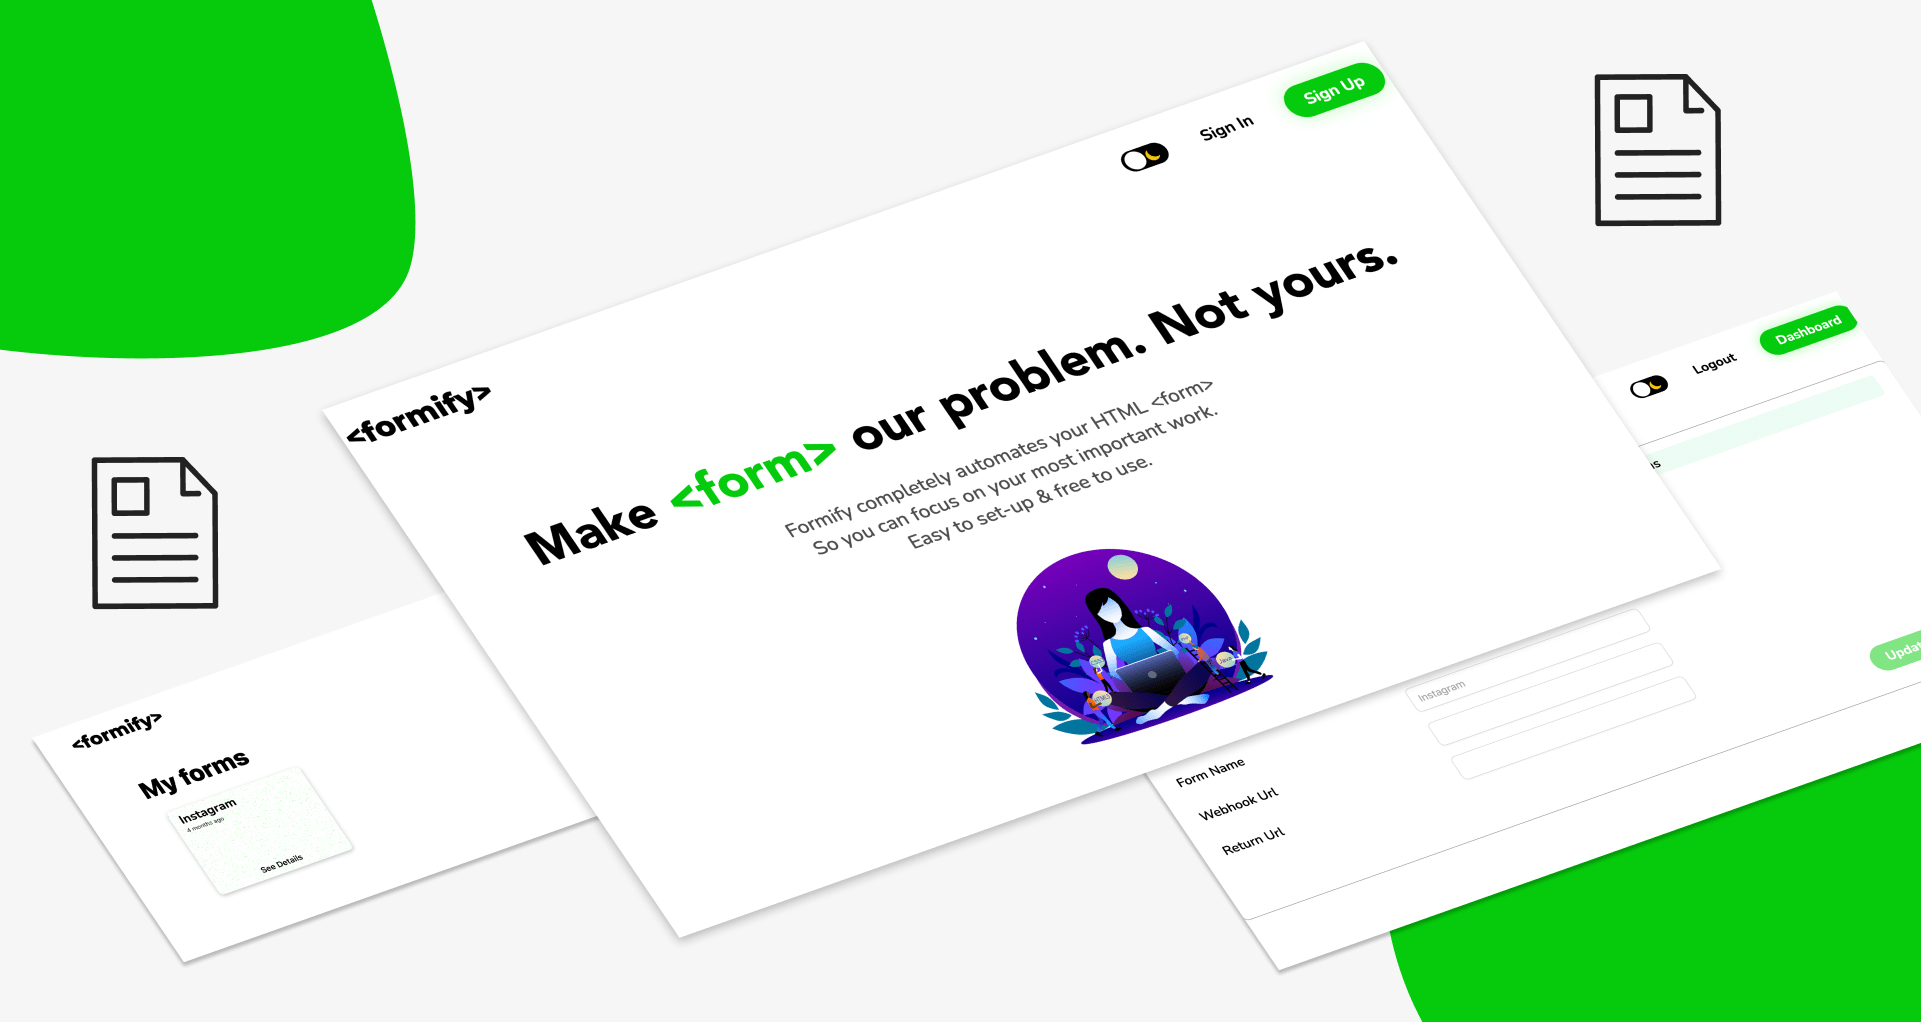 Sign Up
Sign In
<formify>
Make <form> our problem. Not yours.
Formify completely automates your HTML <form>
So you can focus on your most important work.
Easy to set-up & free to use.
HTML5
Java
<formify>
My forms
Instagram
4 months ago
See Details
Dashboard
Logout
Instagram
Form Name
Webhook Url
Return Url